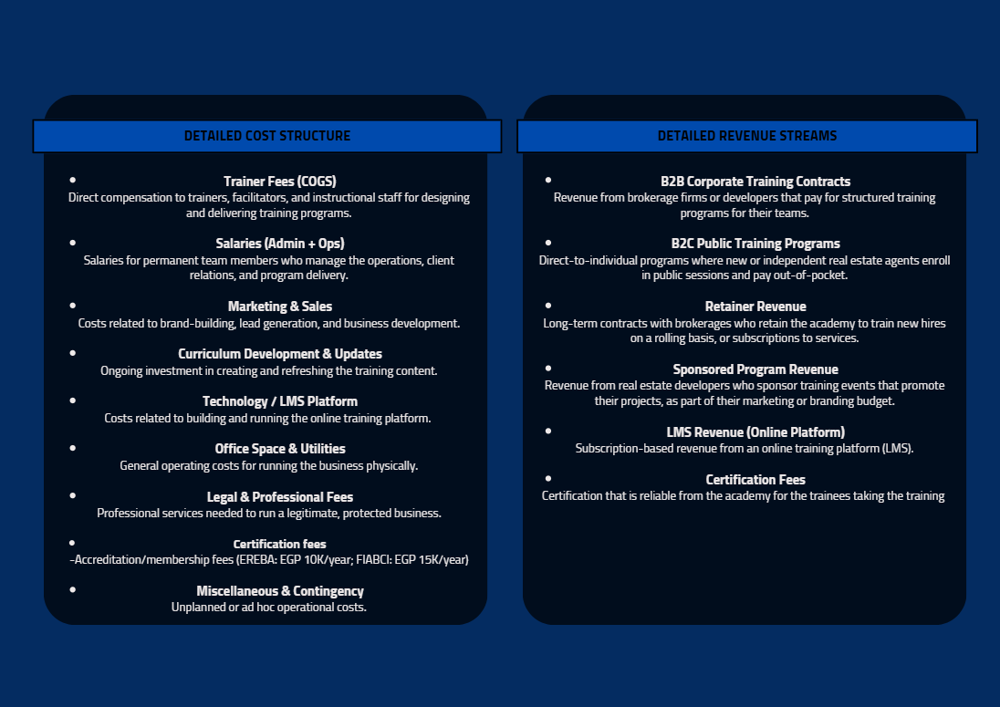 DETAILED COST STRUCTURE
• Trainer Fees (COGS)
Direct compensation to trainers, facilitators, and instructional staff for designing
and delivering training programs.
• Salaries (Admin + Ops)
Salaries for permanent team members who manage the operations, client
relations, and program delivery.
• Marketing & Sales
Costs related to brand-building, lead generation, and business development.
• Curriculum Development & Updates
Ongoing investment in creating and refreshing the training content.
• Technology / LMS Platform
Costs related to building and running the online training platform.
• Office Space & Utilities
General operating costs for running the business physically.
• Legal & Professional Fees
Professional services needed to run a legitimate, protected business.
• Certification fees
-Accreditation/membership fees (EREBA: EGP 10K/year; FIABCI: EGP 15K/year)
• Miscellaneous & Contingency
Unplanned or ad hoc operational costs.
DETAILED REVENUE STREAMS
• B2B Corporate Training Contracts
Revenue from brokerage firms or developers that pay for structured training
programs for their teams.
• B2C Public Training Programs
Direct-to-individual programs where new or independent real estate agents enroll
in public sessions and pay out-of-pocket.
• Retainer Revenue
Long-term contracts with brokerages who retain the academy to train new hires
on a rolling basis, or subscriptions to services.
• Sponsored Program Revenue
Revenue from real estate developers who sponsor training events that promote
their projects, as part of their marketing or branding budget.
• LMS Revenue (Online Platform)
Subscription-based revenue from an online training platform (LMS).
• Certification Fees
Certification that is reliable from the academy for the trainees taking the training